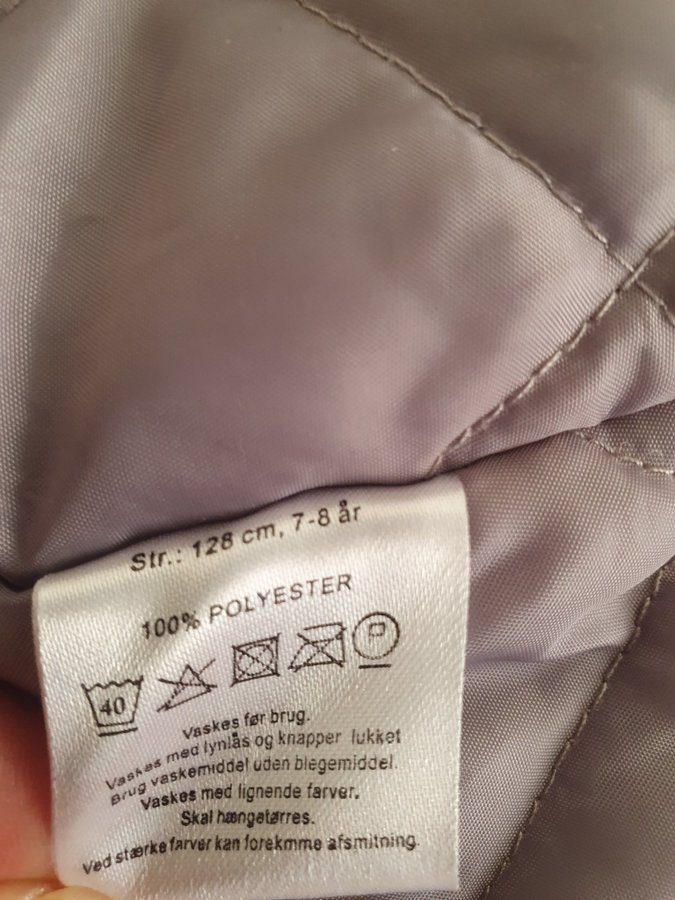 Str.: 128 cm, 7-8 år
100% POLYESTER
40 P
Vaskes før brug.
Vaskes med lynlås og knapper lukket
Brug vaskemiddel uden blegemiddel.
Vaskes med lignende farver.
Skal hængetørres.
Ved stærke farver kan forekmme afsmitning.